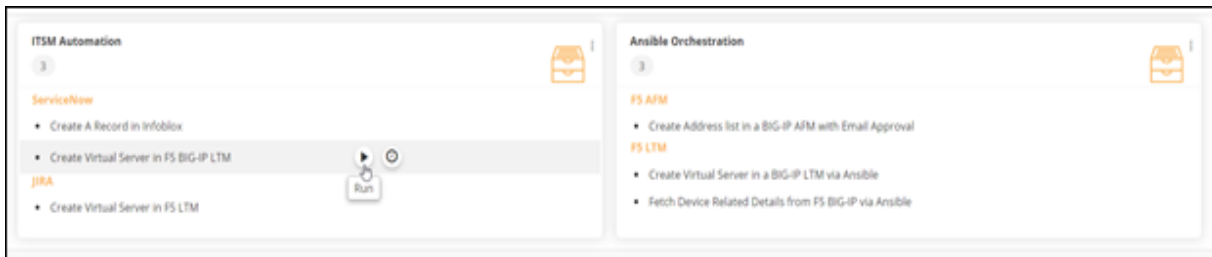 ITSM Automation
3
ServiceNow
Create A Record in Infoblox
Create Virtual Server in F5 BIG-IP LTM
Run
JIRA
Create Virtual Server in F5 LTM
Ansible Orchestration
3
F5 AFM
Create Address list in a BIG-IP AFM with Email Approval
F5 LTM
Create Virtual Server in a BIG-IP LTM via Ansible
Fetch Device Related Details from F5 BIG-IP via Ansible